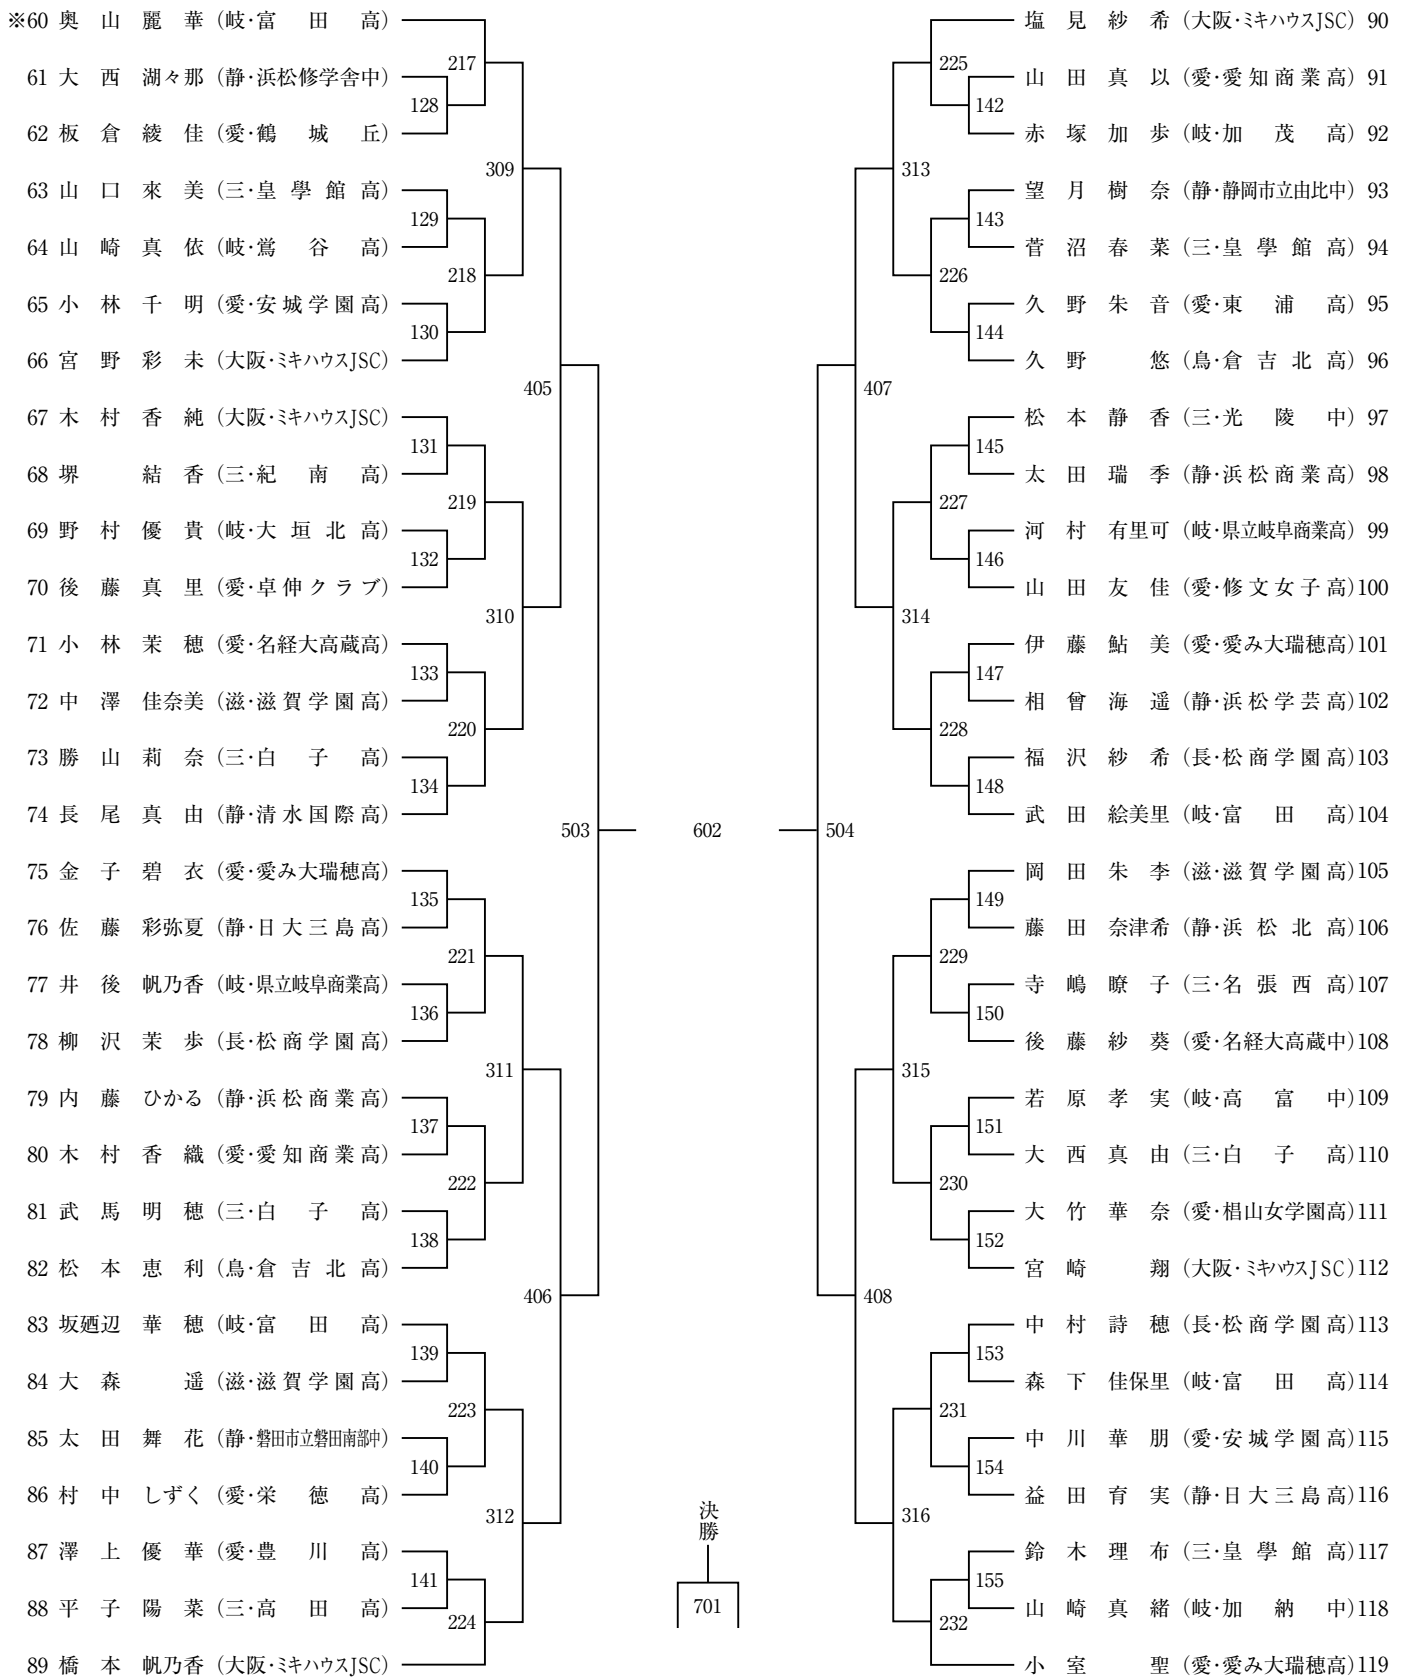 ※60 奥山麗華 (岐・富田高)
217
61 大西湖々那 (静・浜松修学舎中)
128
62 板倉綾佳 (愛・鶴城丘)
309
63 山口來美 (三・皇學館高)
129
64 山崎真依 (岐・鴬谷高)
218
65 小林千明 (愛・安城学園高)
130
66 宮野彩未 (大阪・ミキハウスJSC)
405
67 木村香純 (大阪・ミキハウスJSC)
131
68 堺結香 (三・紀南高)
219
69 野村優貴 (岐・大垣北高)
132
70 後藤真里 (愛・卓伸クラブ)
310
71 小林茉穂 (愛・名経大高蔵高)
133
72 中澤佳奈美 (滋・滋賀学園高)
220
73 勝山莉奈 (三・白子高)
134
74 長尾真由 (静・清水国際高)
503
75 金子碧衣 (愛・愛み大瑞穂高)
135
76 佐藤彩弥夏 (静・日大三島高)
221
77 井後帆乃香 (岐・県立岐阜商業高)
136
78 柳沢茉歩 (長・松商学園高)
311
79 内藤ひかる (静・浜松商業高)
137
80 木村香織 (愛・愛知商業高)
222
81 武馬明穂 (三・白子高)
138
82 松本恵利 (鳥・倉吉北高)
406
83 坂廼辺華穂 (岐・富田高)
139
84 大森遥 (滋・滋賀学園高)
223
85 太田舞花 (静・磐田市立磐田南部中)
140
86 村中しずく (愛・栄徳高)
312
87 澤上優華 (愛・豊川高)
141
88 平子陽菜 (三・高田高)
224
89 橋本帆乃香 (大阪・ミキハウスJSC)
602
決勝
701
塩見紗希 (大阪・ミキハウスJSC) 90
225
山田真以 (愛・愛知商業高) 91
142
赤塚加歩 (岐・加茂高) 92
313
望月樹奈 (静・静岡市立由比中) 93
143
菅沼春菜 (三・皇學館高) 94
226
久野朱音 (愛・東浦高) 95
144
久野悠 (鳥・倉吉北高) 96
407
松本静香 (三・光陵中) 97
145
太田瑞季 (静・浜松商業高) 98
227
河村有里可 (岐・県立岐阜商業高) 99
146
山田友佳 (愛・修文女子高) 100
314
伊藤鮎美 (愛・愛み大瑞穂高) 101
147
相曾海遥 (静・浜松学芸高) 102
228
福沢紗希 (長・松商学園高) 103
148
武田絵美里 (岐・富田高) 104
504
岡田朱李 (滋・滋賀学園高) 105
149
藤田奈津希 (静・浜松北高) 106
229
寺嶋瞭子 (三・名張西高) 107
150
後藤紗葵 (愛・名経大高蔵中) 108
315
若原孝実 (岐・高富中) 109
151
大西真由 (三・白子高) 110
230
大竹華奈 (愛・椙山女学園高) 111
152
宮崎翔 (大阪・ミキハウスJSC) 112
408
中村詩穂 (長・松商学園高) 113
153
森下佳保里 (岐・富田高) 114
231
中川華朋 (愛・安城学園高) 115
154
益田育実 (静・日大三島高) 116
316
鈴木理布 (三・皇學館高) 117
155
山崎真緒 (岐・加納中) 118
232
小室聖 (愛・愛み大瑞穂高) 119